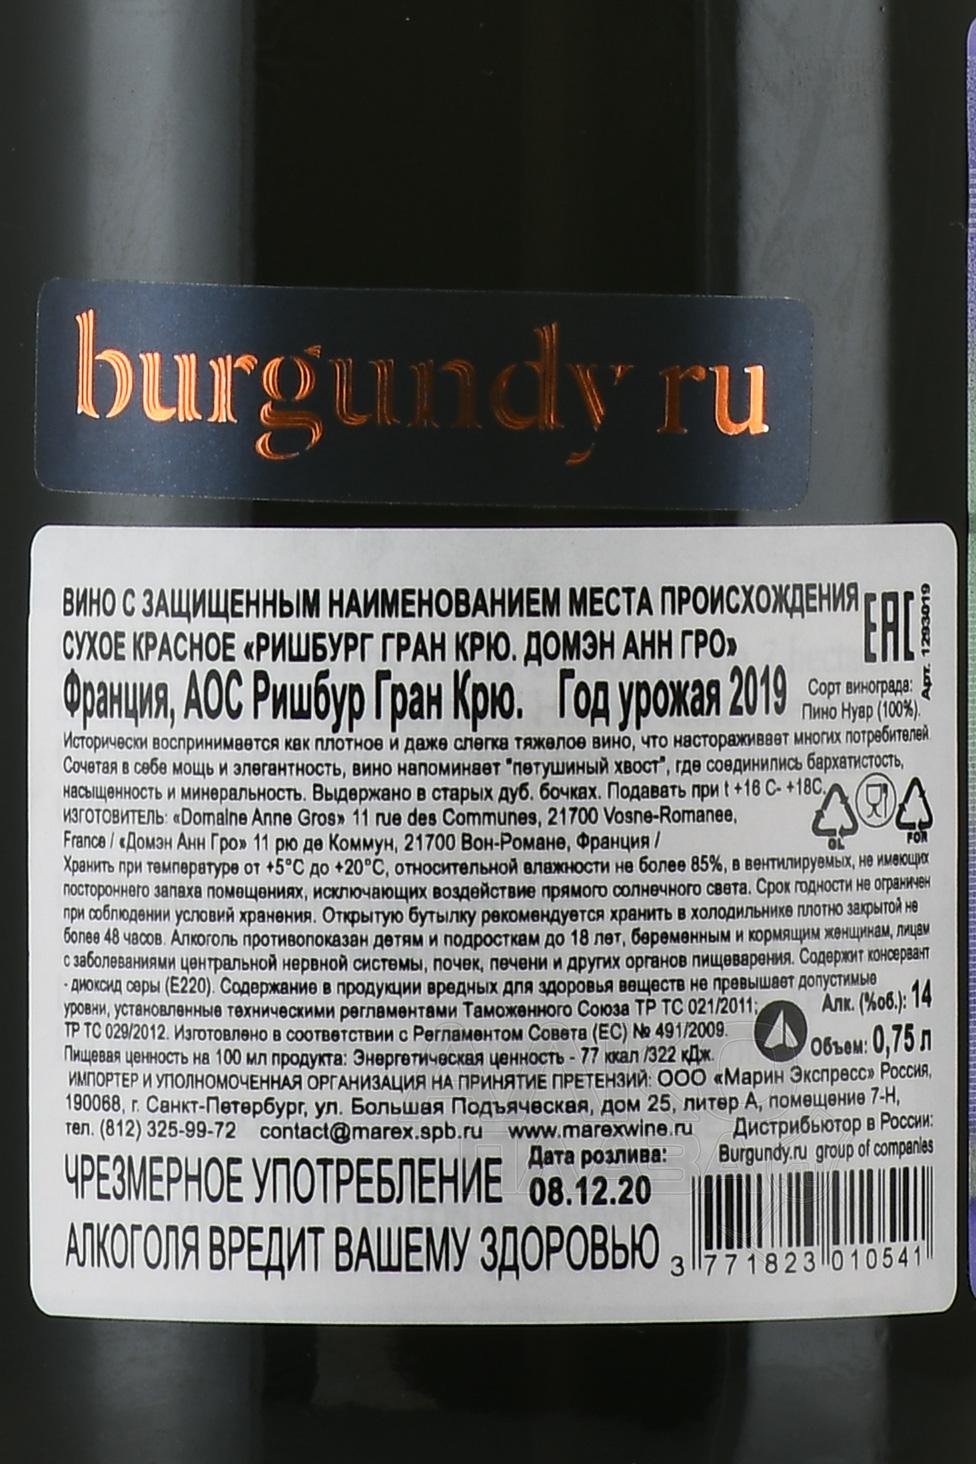 burgundy ru
ВИНО С ЗАЩИЩЕННЫМ НАИМЕНОВАНИЕМ МЕСТА ПРОИСХОЖДЕНИЯ
СУХОЕ КРАСНОЕ «РИШБУРГ ГРАН КРЮ. ДОМЭН АНН ГРО»
EAC
Арт. 1293019
Франция, АОС Ришбур Гран Крю. Год урожая 2019
Сорт винограда:
Пино Нуар (100%).
Исторически воспринимается как плотное и даже слегка тяжелое вино, что настораживает многих потребителей.
Сочетая в себе мощь и элегантность, вино напоминает "петушиный хвост", где соединились бархатистость,
насыщенность и минеральность. Выдержано в старых дуб. бочках. Подавать при t +16 C- +18C.
ИЗГОТОВИТЕЛЬ: «Domaine Anne Gros» 11 rue des Communes, 21700 Vosne-Romanee,
France / «Домэн Анн Гро» 11 рю де Коммун, 21700 Вон-Романе, Франция /
GL
FOR
Хранить при температуре от +5°C до +20°C, относительной влажности не более 85%, в вентилируемых, не имеющих
постороннего запаха помещениях, исключающих воздействие прямого солнечного света. Срок годности не ограничен
при соблюдении условий хранения. Открытую бутылку рекомендуется хранить в холодильнике плотно закрытой не
более 48 часов. Алкоголь противопоказан детям и подросткам до 18 лет, беременным и кормящим женщинам, лицам
с заболеваниями центральной нервной системы, почек, печени и других органов пищеварения. Содержит консервант
- диоксид серы (E220). Содержание в продукции вредных для здоровья веществ не превышает допустимые
уровни, установленные техническими регламентами Таможенного Союза ТР ТС 021/2011;
ТР ТС 029/2012. Изготовлено в соответствии с Регламентом Совета (ЕС) № 491/2009.
Пищевая ценность на 100 мл продукта: Энергетическая ценность - 77 ккал /322 кДж.
Алк. (%об.): 14
Объем: 0,75 л
ИМПОРТЕР И УПОЛНОМОЧЕННАЯ ОРГАНИЗАЦИЯ НА ПРИНЯТИЕ ПРЕТЕНЗИЙ: ООО «Марин Экспресс» Россия,
190068, г. Санкт-Петербург, ул. Большая Подъяческая, дом 25, литер А, помещение 7-Н,
тел. (812) 325-99-72 contact@marex.spb.ru www.marexwine.ru
Дистрибьютор в России:
Burgundy.ru group of companies
ЧРЕЗМЕРНОЕ УПОТРЕБЛЕНИЕ
АЛКОГОЛЯ ВРЕДИТ ВАШЕМУ ЗДОРОВЬЮ
Дата розлива:
08.12.20
3 771823 010541